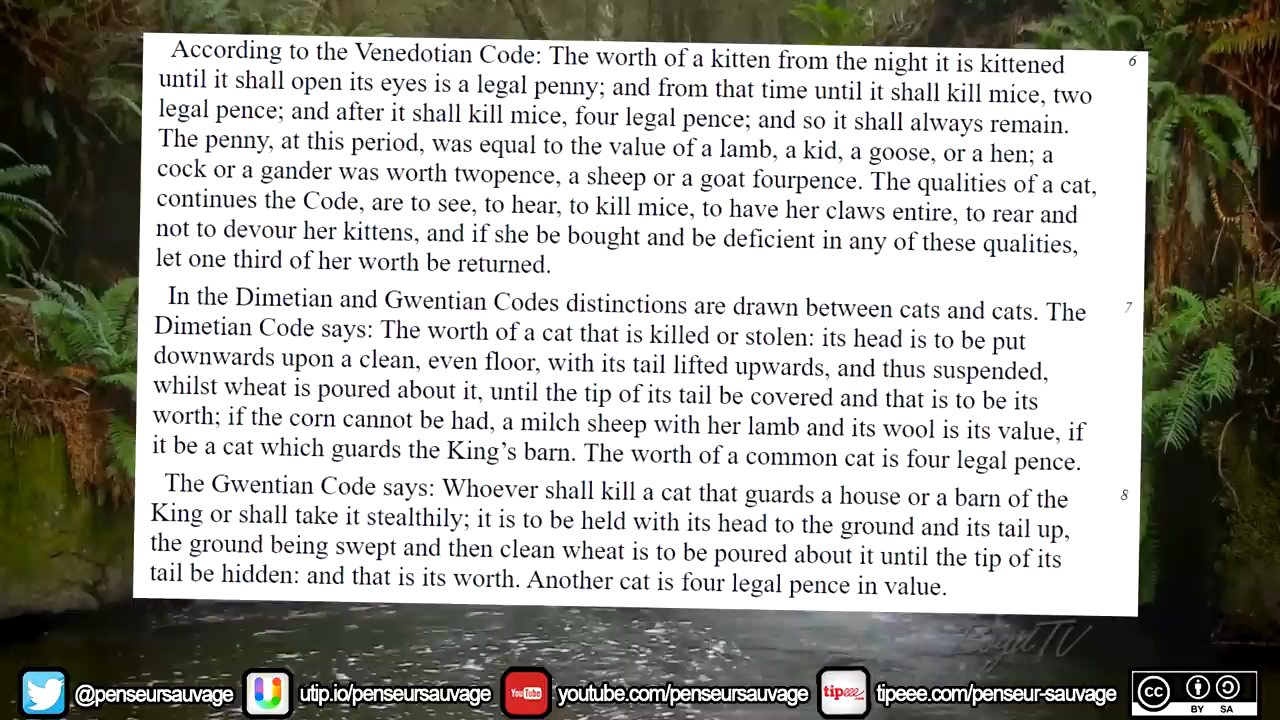 According to the Venedotian Code: The worth of a kitten from the night it is kittened
6
until it shall open its eyes is a legal penny; and from that time until it shall kill mice, two
legal pence; and after it shall kill mice, four legal pence; and so it shall always remain.
The penny, at this period, was equal to the value of a lamb, a kid, a goose, or a hen; a
cock or a gander was worth twopence, a sheep or a goat fourpence. The qualities of a cat,
continues the Code, are to see, to hear, to kill mice, to have her claws entire, to rear and
not to devour her kittens, and if she be bought and be deficient in any of these qualities,
let one third of her worth be returned.
In the Dimetian and Gwentian Codes distinctions are drawn between cats and cats. The
7
Dimetian Code says: The worth of a cat that is killed or stolen: its head is to be put
downwards upon a clean, even floor, with its tail lifted upwards, and thus suspended,
whilst wheat is poured about it, until the tip of its tail be covered and that is to be its
worth; if the corn cannot be had, a milch sheep with her lamb and its wool is its value, if
it be a cat which guards the King's barn. The worth of a common cat is four legal pence.
The Gwentian Code says: Whoever shall kill a cat that guards a house or a barn of the
8
King or shall take it stealthily; it is to be held with its head to the ground and its tail up,
the ground being swept and then clean wheat is to be poured about it until the tip of its
tail be hidden: and that is its worth. Another cat is four legal pence in value.
TV
@penseursauvage
utip.io/penseursauvage
YouTube
youtube.com/penseursauvage
tipeee
tipeee.com/penseur-sauvage
cc
BY SA